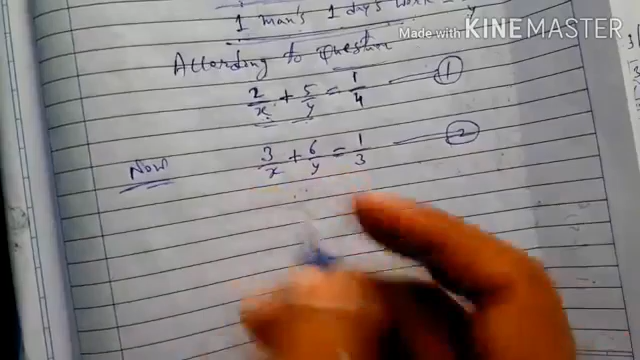 1 man's 1 day's work = 1/y
Made with KINEMASTER
According to Question
2/x + 5/y = 1/4 — 1
Now 3/x + 6/y = 1/3 — 2